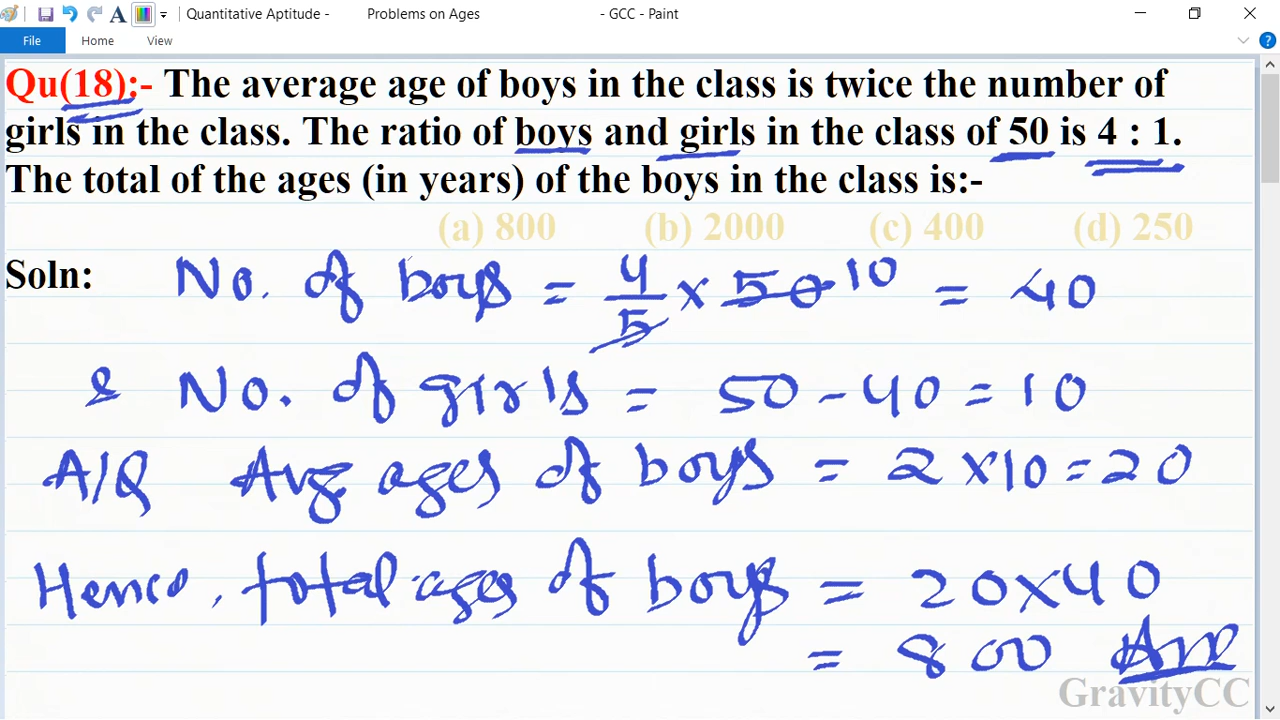 Quantitative Aptitude - Problems on Ages - GCC - Paint
File Home View
Qu(18):- The average age of boys in the class is twice the number of
girls in the class. The ratio of boys and girls in the class of 50 is 4 : 1.
The total of the ages (in years) of the boys in the class is:-
(a) 800 (b) 2000 (c) 400 (d) 250
Soln: No. of boys = 4/5 × 50 10 = 40
& No. of girls = 50 - 40 = 10
A/Q Avg ages of boys = 2 × 10 = 20
Hence, total ages of boys = 20 × 40
= 800 Ans
GravityCC